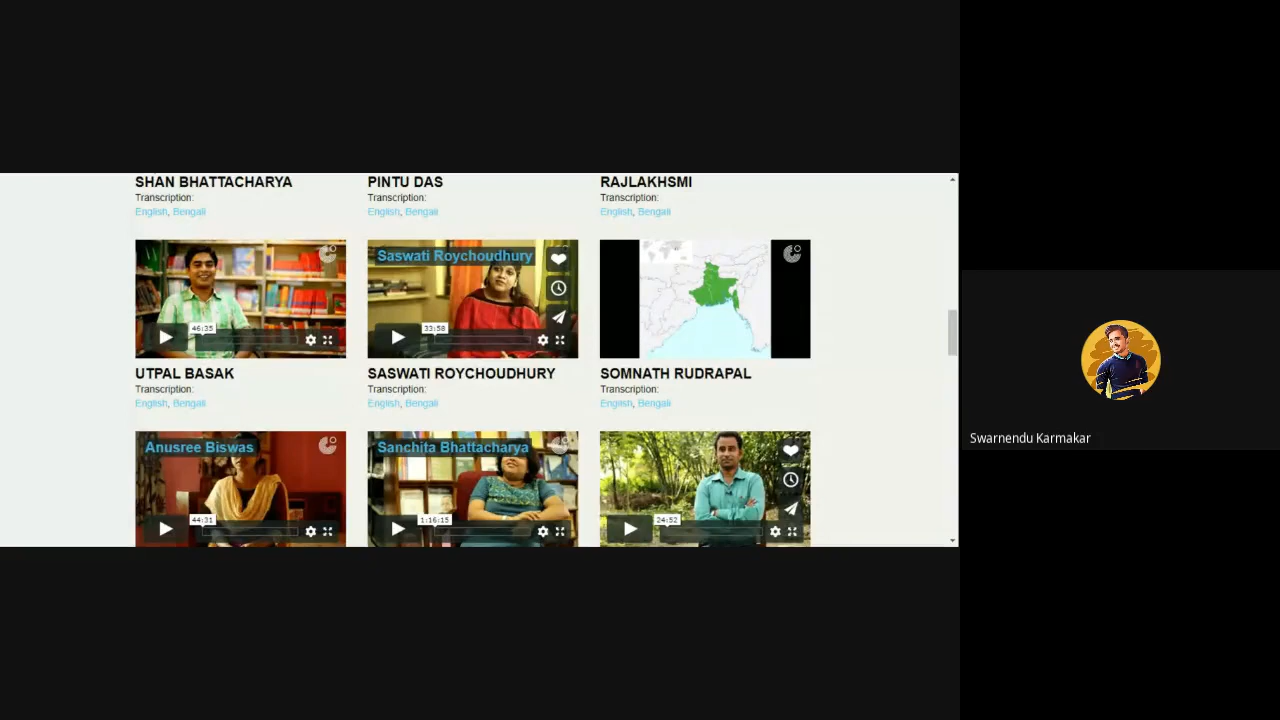 SHAN BHATTACHARYA
Transcription:
English, Bengali
PINTU DAS
Transcription:
English, Bengali
RAJLAKHSMI
Transcription:
English, Bengali
46:35
UTPAL BASAK
Transcription:
English, Bengali
Saswati Roychoudhury
33:58
SASWATI ROYCHOUDHURY
Transcription:
English, Bengali
SOMNATH RUDRAPAL
Transcription:
English, Bengali
Anusree Biswas
44:31
Sanchita Bhattacharya
1:16:15
24:52
Swarnendu Karmakar